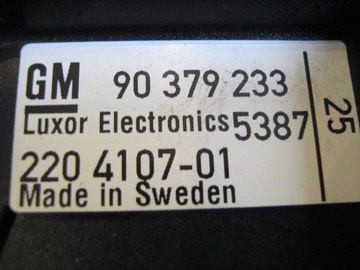 GM 90 379 233
Luxor Electronics 5387
220 4107-01
Made in Sweden
25